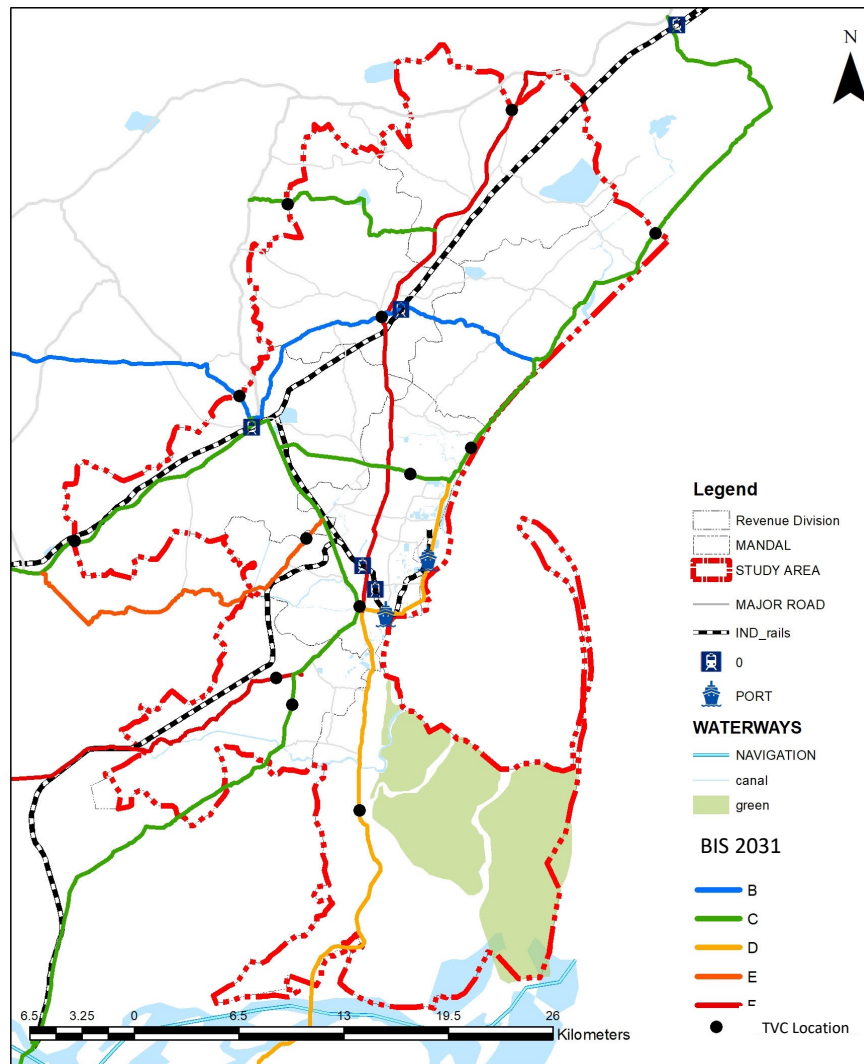 N
Legend
Revenue Division
MANDAL
STUDY AREA
MAJOR ROAD
IND_rails
0
PORT
WATERWAYS
NAVIGATION
canal
green
BIS 2031
B
C
D
E
F
TVC Location
6.5 3.25 0 6.5 13 19.5 26
Kilometers